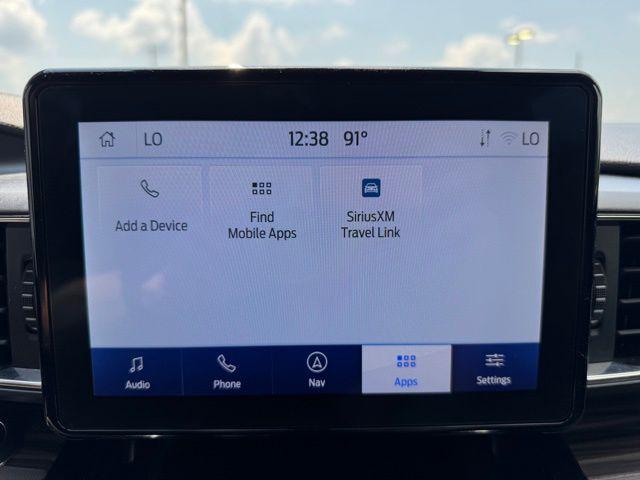 LO 12:38 91° LO
Add a Device
Find
Mobile Apps
SiriusXM
Travel Link
Audio Phone Nav Apps Settings